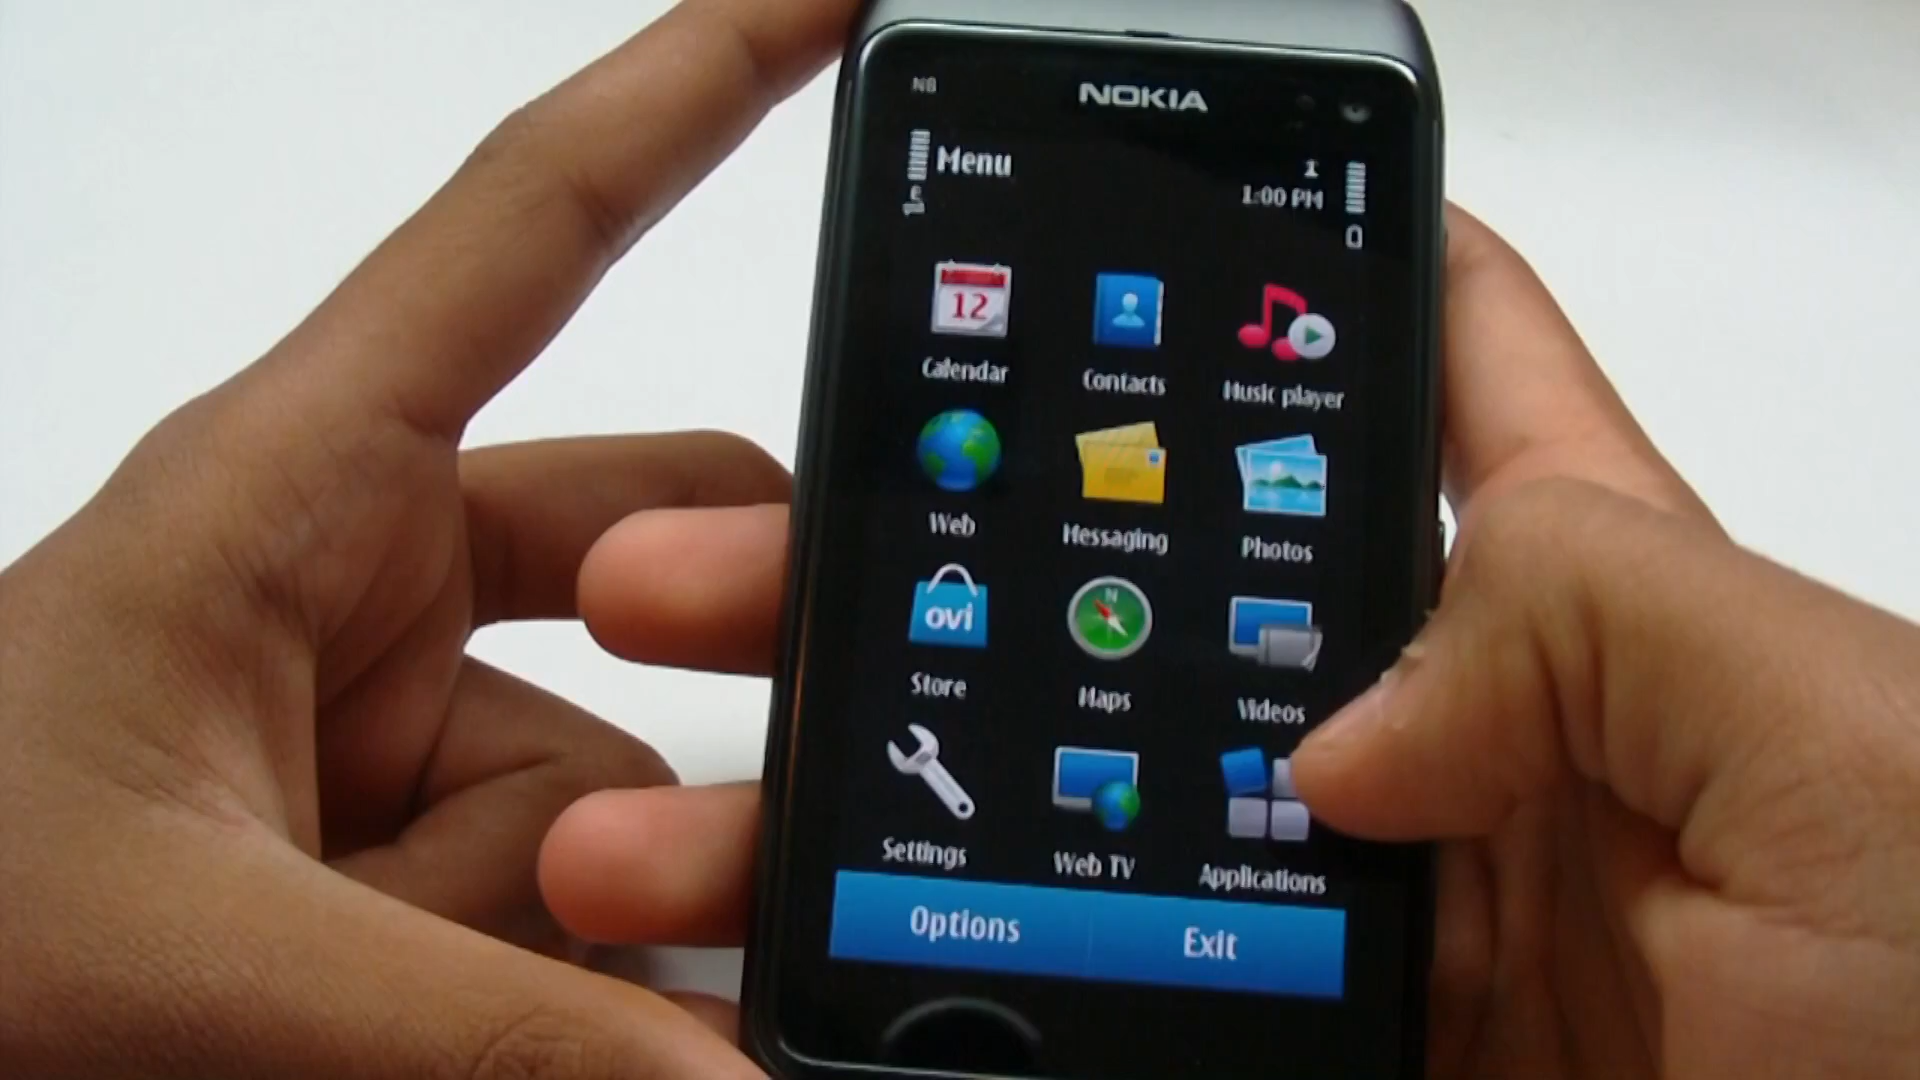 N8
NOKIA
Menu
1:00 PM
12
Calendar
Contacts
Music player
Web
Messaging
Photos
ovi
N
Store
Maps
Videos
Settings
Web TV
Applications
Options
Exit